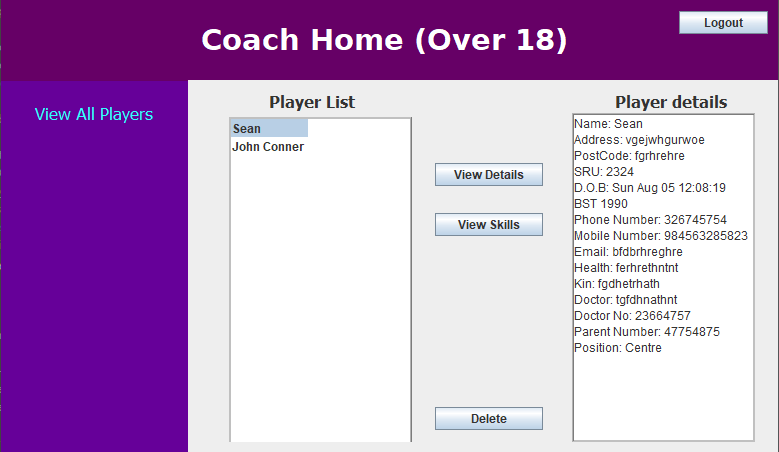 Coach Home (Over 18)
Logout
View All Players
Player List
Sean
John Conner
View Details
View Skills
Delete
Player details
Name: Sean
Address: vgejwhgurwoe
PostCode: fgrhrehre
SRU: 2324
D.O.B: Sun Aug 05 12:08:19
BST 1990
Phone Number: 326745754
Mobile Number: 984563285823
Email: bfdbrhreghre
Health: ferhrethntnt
Kin: fgdhetrhath
Doctor: tgfdhnathnt
Doctor No: 23664757
Parent Number: 47754875
Position: Centre